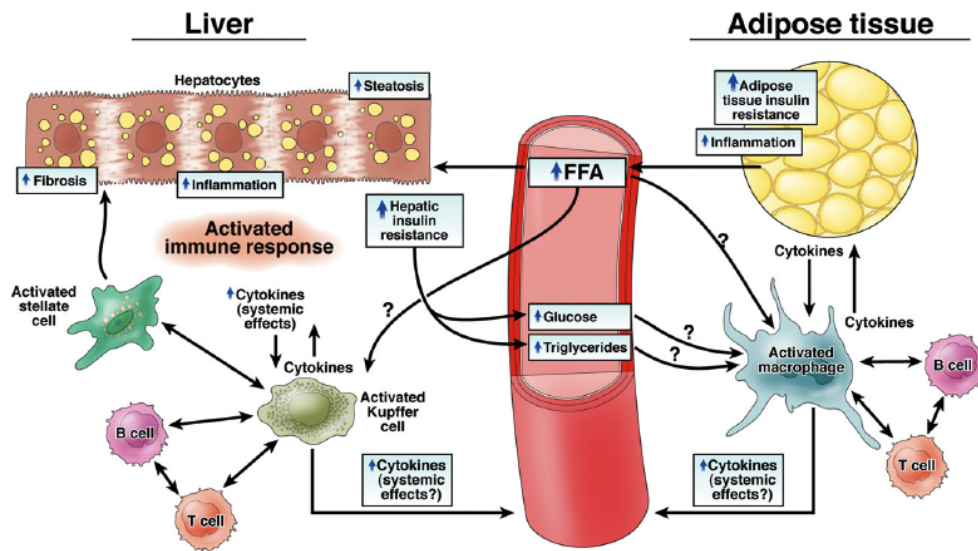 Liver
Adipose tissue
Hepatocytes
Steatosis
Fibrosis
Inflammation
Activated
immune response
Hepatic
insulin
resistance
FFA
Adipose
tissue insulin
resistance
Inflammation
Activated
stellate
cell
Cytokines
(systemic
effects)
Cytokines
Activated
Kupffer
cell
B cell
T cell
?
Glucose
Triglycerides
?
?
?
Cytokines
Cytokines
Activated
macrophage
B cell
T cell
Cytokines
(systemic
effects?)
Cytokines
(systemic
effects?)